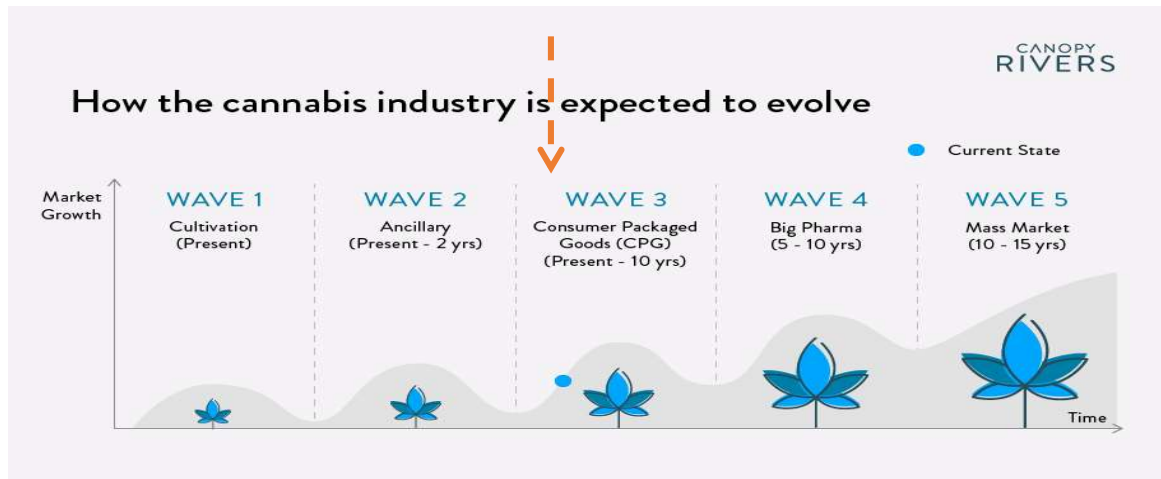 CANOPY
RIVERS
How the cannabis industry is expected to evolve
Current State
Market
Growth
WAVE 1
Cultivation
(Present)
WAVE 2
Ancillary
(Present - 2 yrs)
WAVE 3
Consumer Packaged
Goods (CPG)
(Present - 10 yrs)
WAVE 4
Big Pharma
(5 - 10 yrs)
WAVE 5
Mass Market
(10 - 15 yrs)
Time